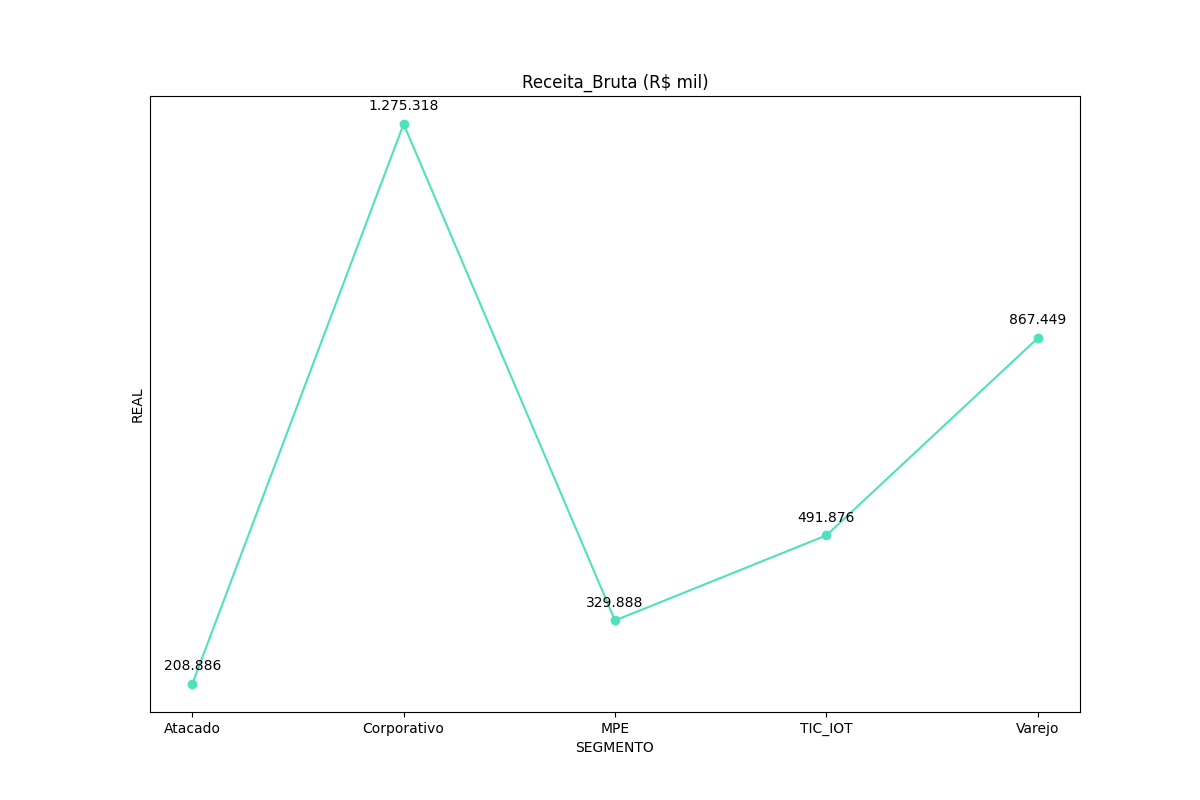 Receita_Bruta (R$ mil)
1.275.318
867.449
491.876
329.888
208.886
REAL
Atacado Corporativo MPE TIC_IOT Varejo
SEGMENTO